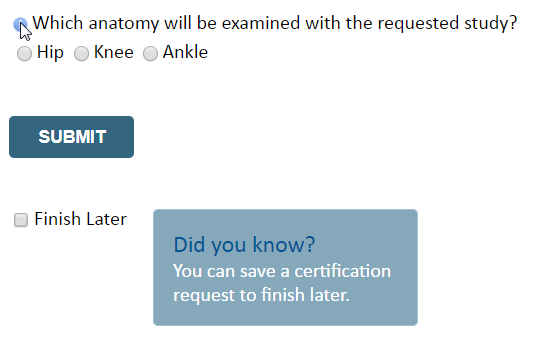 Which anatomy will be examined with the requested study?
Hip Knee Ankle
SUBMIT
Finish Later
Did you know?
You can save a certification
request to finish later.